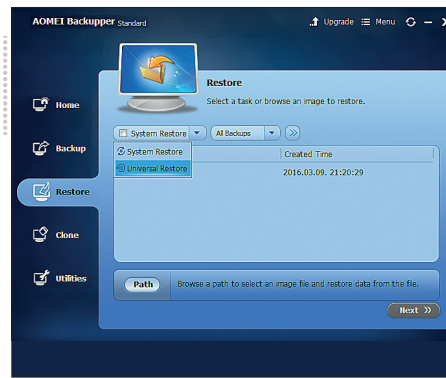 AOMEI Backupper Standard
Upgrade Menu
Restore
Select a task or browse an image to restore.
Home
Backup
Restore
Clone
Utilities
System Restore All Backups
System Restore
Universal Restore
Created Time
2016.03.09. 21:20:29
Path Browse a path to select an image file and restore data from the file.
Next